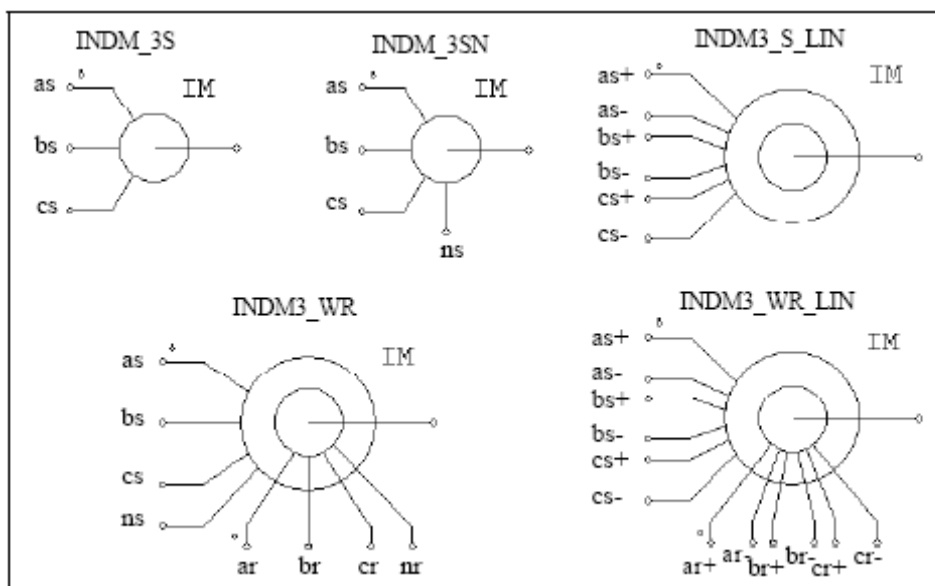 INDM_3S
as
IM
bs
cs
INDM_3SN
as
IM
bs
cs
ns
INDM3_S_LIN
as+
IM
as-
bs+
bs-
cs+
cs-
INDM3_WR
as
IM
bs
cs
ns
ar br cr nr
INDM3_WR_LIN
as+
IM
as-
bs+
bs-
cs+
cs-
ar+ ar- br+ br- cr+ cr-